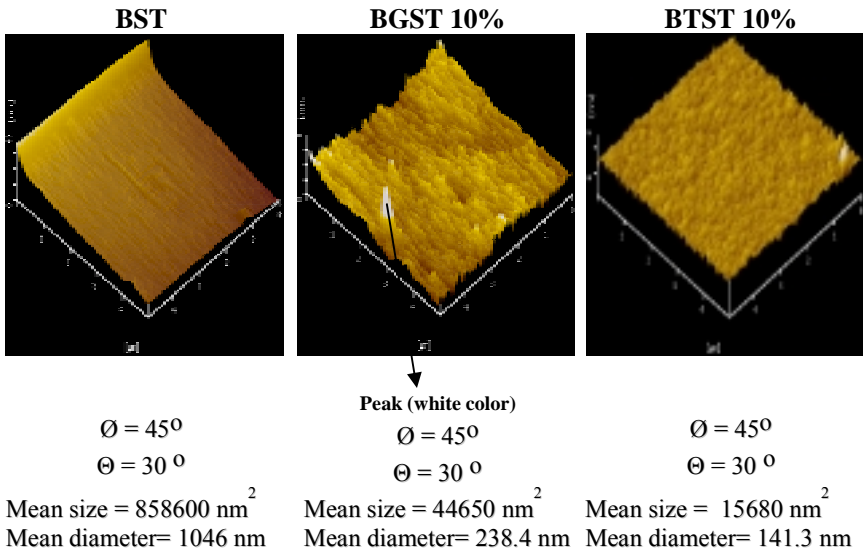 BST BGST 10% BTST 10%
Peak (white color)
Ø = 45º Ø = 45º Ø = 45º
Θ = 30 º Θ = 30 º Θ = 30 º
Mean size = 858600 nm² Mean size = 44650 nm² Mean size = 15680 nm²
Mean diameter= 1046 nm Mean diameter= 238.4 nm Mean diameter= 141.3 nm